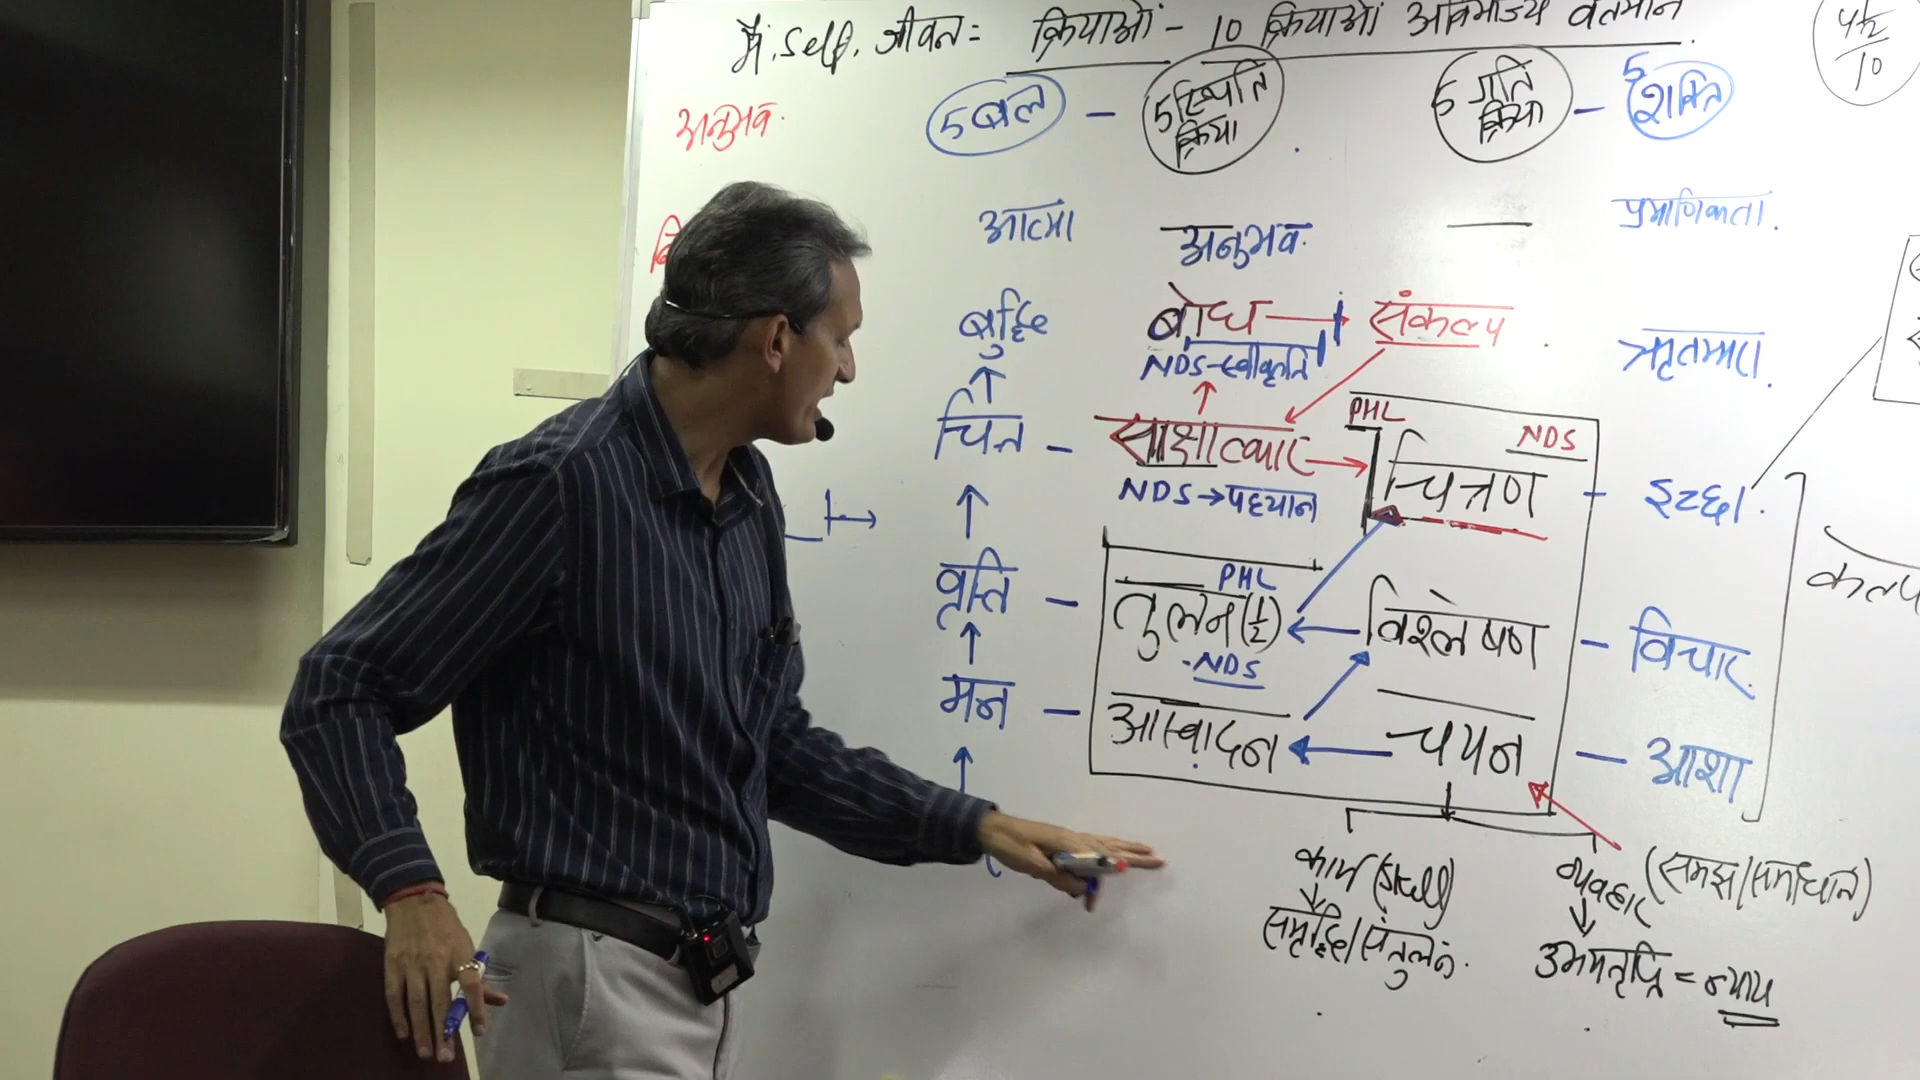 मैं. Self. जीवन = क्रियाओं - 10 क्रियाओं अविभाज्य वर्तमान.
4½/10
अनुभव.
5 बल - 5 स्थिति क्रिया
5 गति क्रिया - 5 शक्ति
आत्मा अनुभव. प्रमाणिकता.
बुद्धि बोध → संकल्प ऋतम्भरा.
NDS-स्वीकृति
चित्त - साक्षात्कार → चित्रण - इच्छा.
PHL
NDS
NDS → पहचान
वृत्ति - तुलन (½) ← विश्लेषण - विचार.
PHL
- NDS
मन - आस्वादन ← चयन - आशा
कार्य (Skill) व्यवहार (समझ/समाधान)
समृद्धि/संतुलन. उभयतृप्ति = न्याय